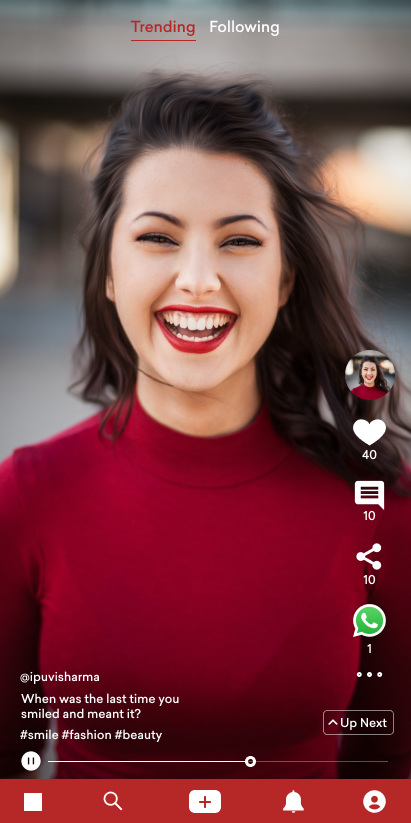 Trending Following
40
10
10
1
@ipuvisharma
When was the last time you
smiled and meant it?
Up Next
#smile #fashion #beauty